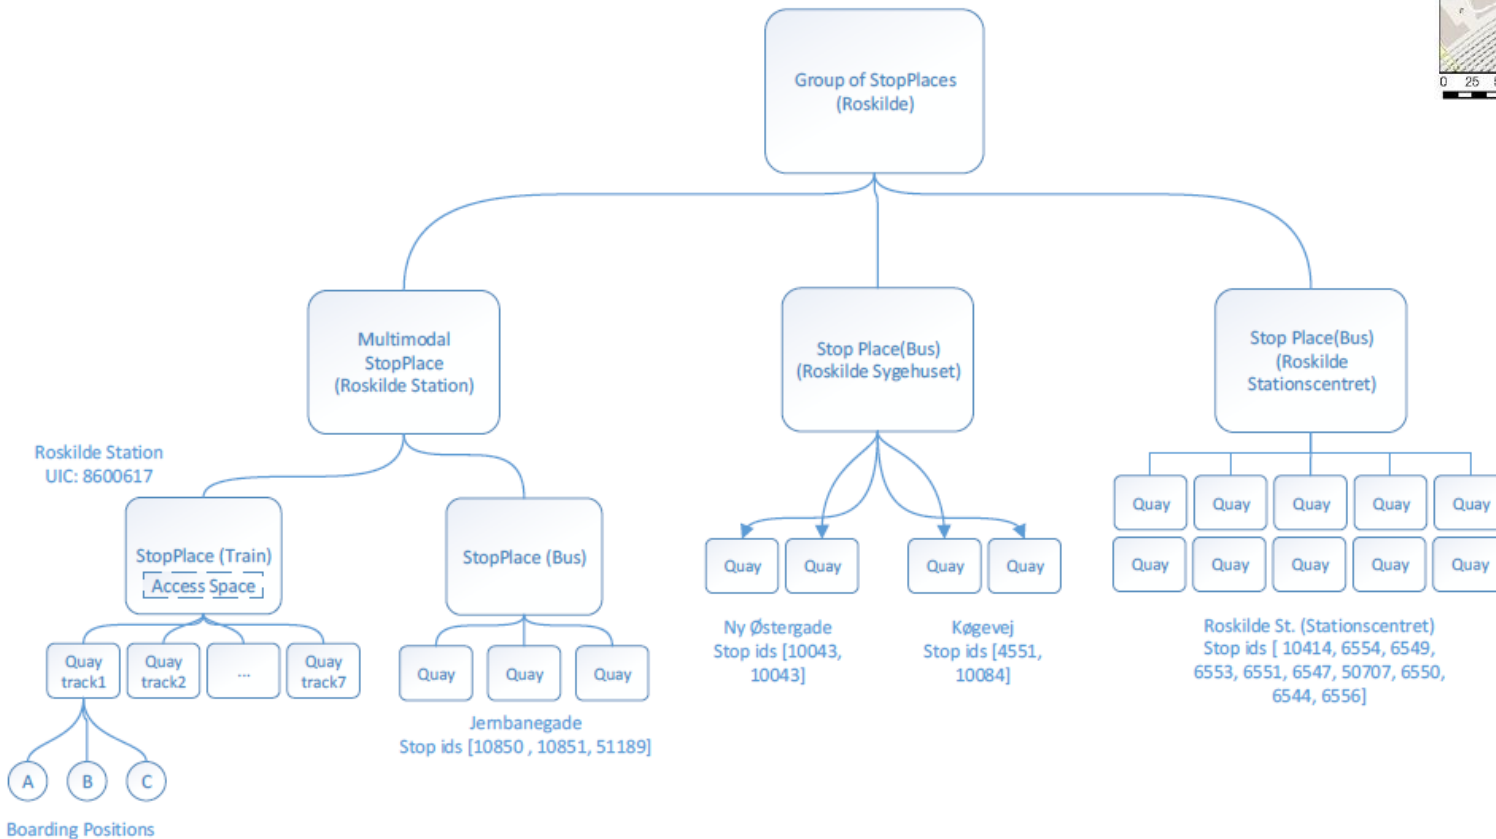 Group of StopPlaces
(Roskilde)
0 25
Multimodal
StopPlace
(Roskilde Station)
Stop Place(Bus)
(Roskilde Sygehuset)
Stop Place(Bus)
(Roskilde
Stationscentret)
Roskilde Station
UIC: 8600617
StopPlace (Train)
Access Space
StopPlace (Bus)
Quay
Quay
Quay
Quay
Quay
Quay
Quay
Quay
Quay
Quay
Quay
Quay
Quay
Quay
Ny Østergade
Stop ids [10043,
10043]
Køgevej
Stop ids [4551,
10084]
Roskilde St. (Stationscentret)
Stop ids [ 10414, 6554, 6549,
6553, 6551, 6547, 50707, 6550,
6544, 6556]
Quay
track1
Quay
track2
...
Quay
track7
Quay
Quay
Quay
Jernbanegade
Stop ids [10850 , 10851, 51189]
A
B
C
Boarding Positions